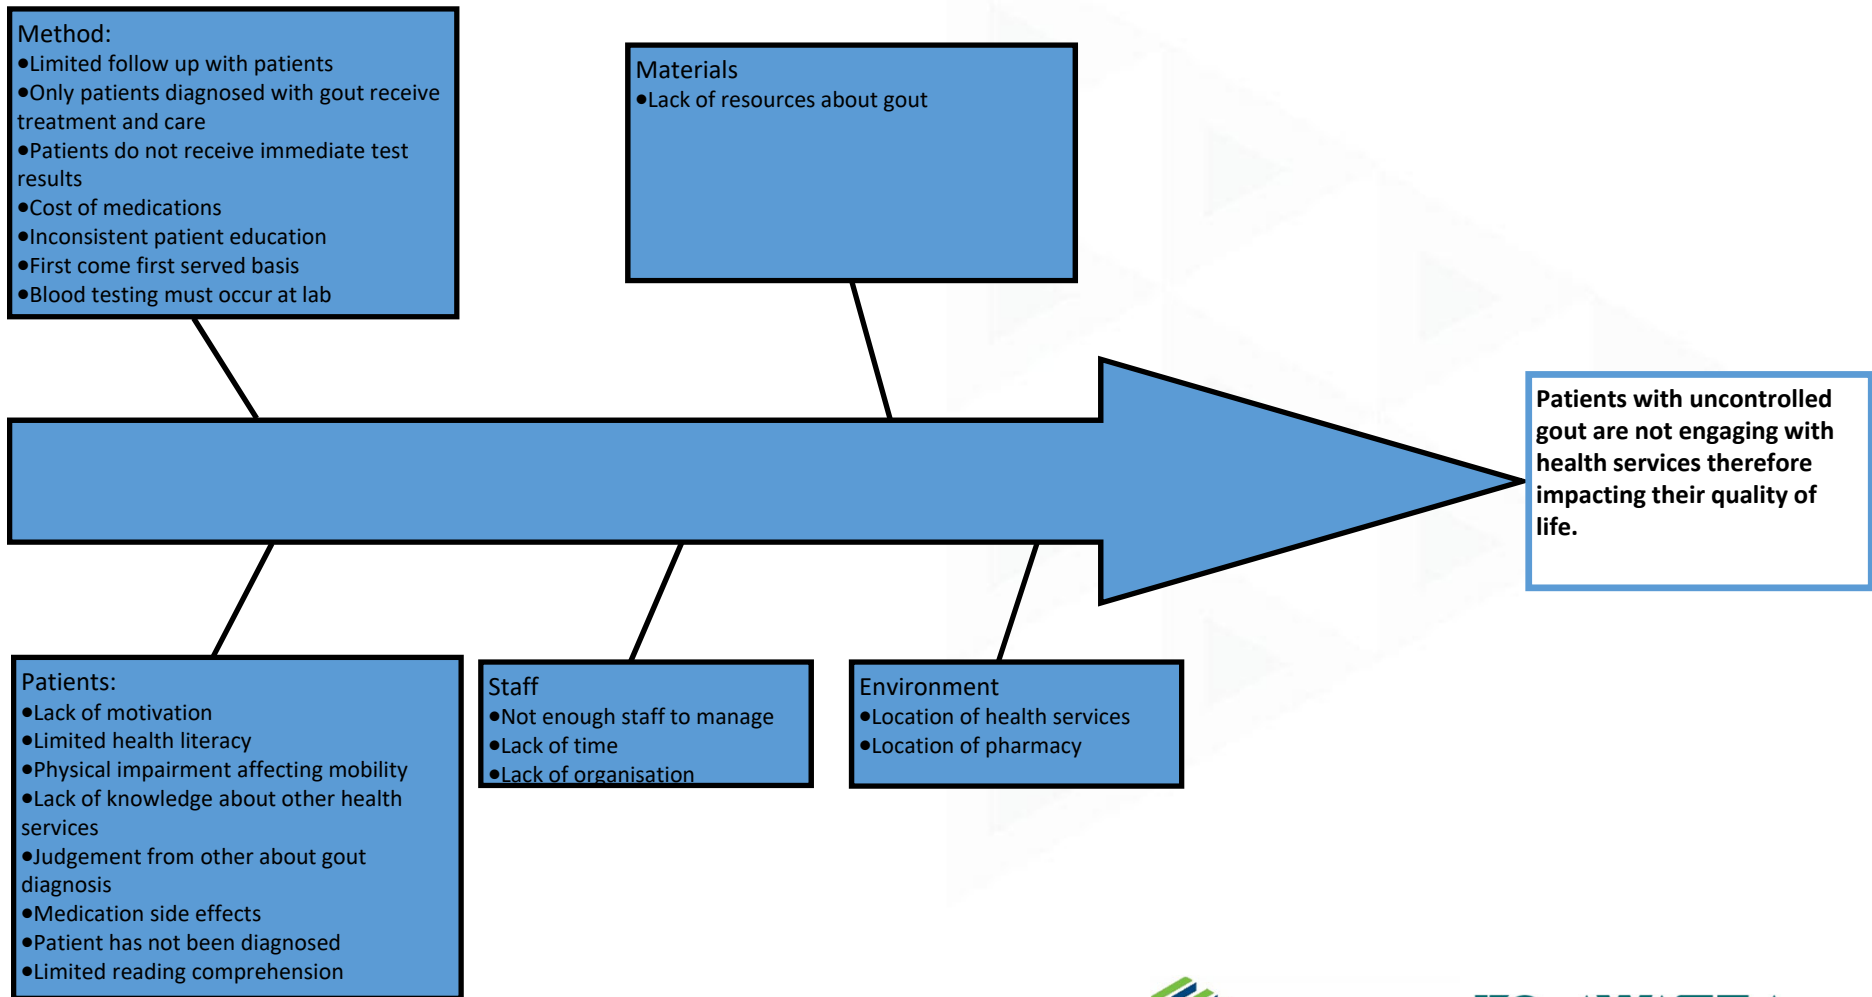 Method:
•Limited follow up with patients
•Only patients diagnosed with gout receive
treatment and care
•Patients do not receive immediate test
results
•Cost of medications
•Inconsistent patient education
•First come first served basis
•Blood testing must occur at lab
Materials
•Lack of resources about gout
Patients with uncontrolled
gout are not engaging with
health services therefore
impacting their quality of
life.
Patients:
•Lack of motivation
•Limited health literacy
•Physical impairment affecting mobility
•Lack of knowledge about other health
services
•Judgement from other about gout
diagnosis
•Medication side effects
•Patient has not been diagnosed
•Limited reading comprehension
Staff
•Not enough staff to manage
•Lack of time
•Lack of organisation
Environment
•Location of health services
•Location of pharmacy